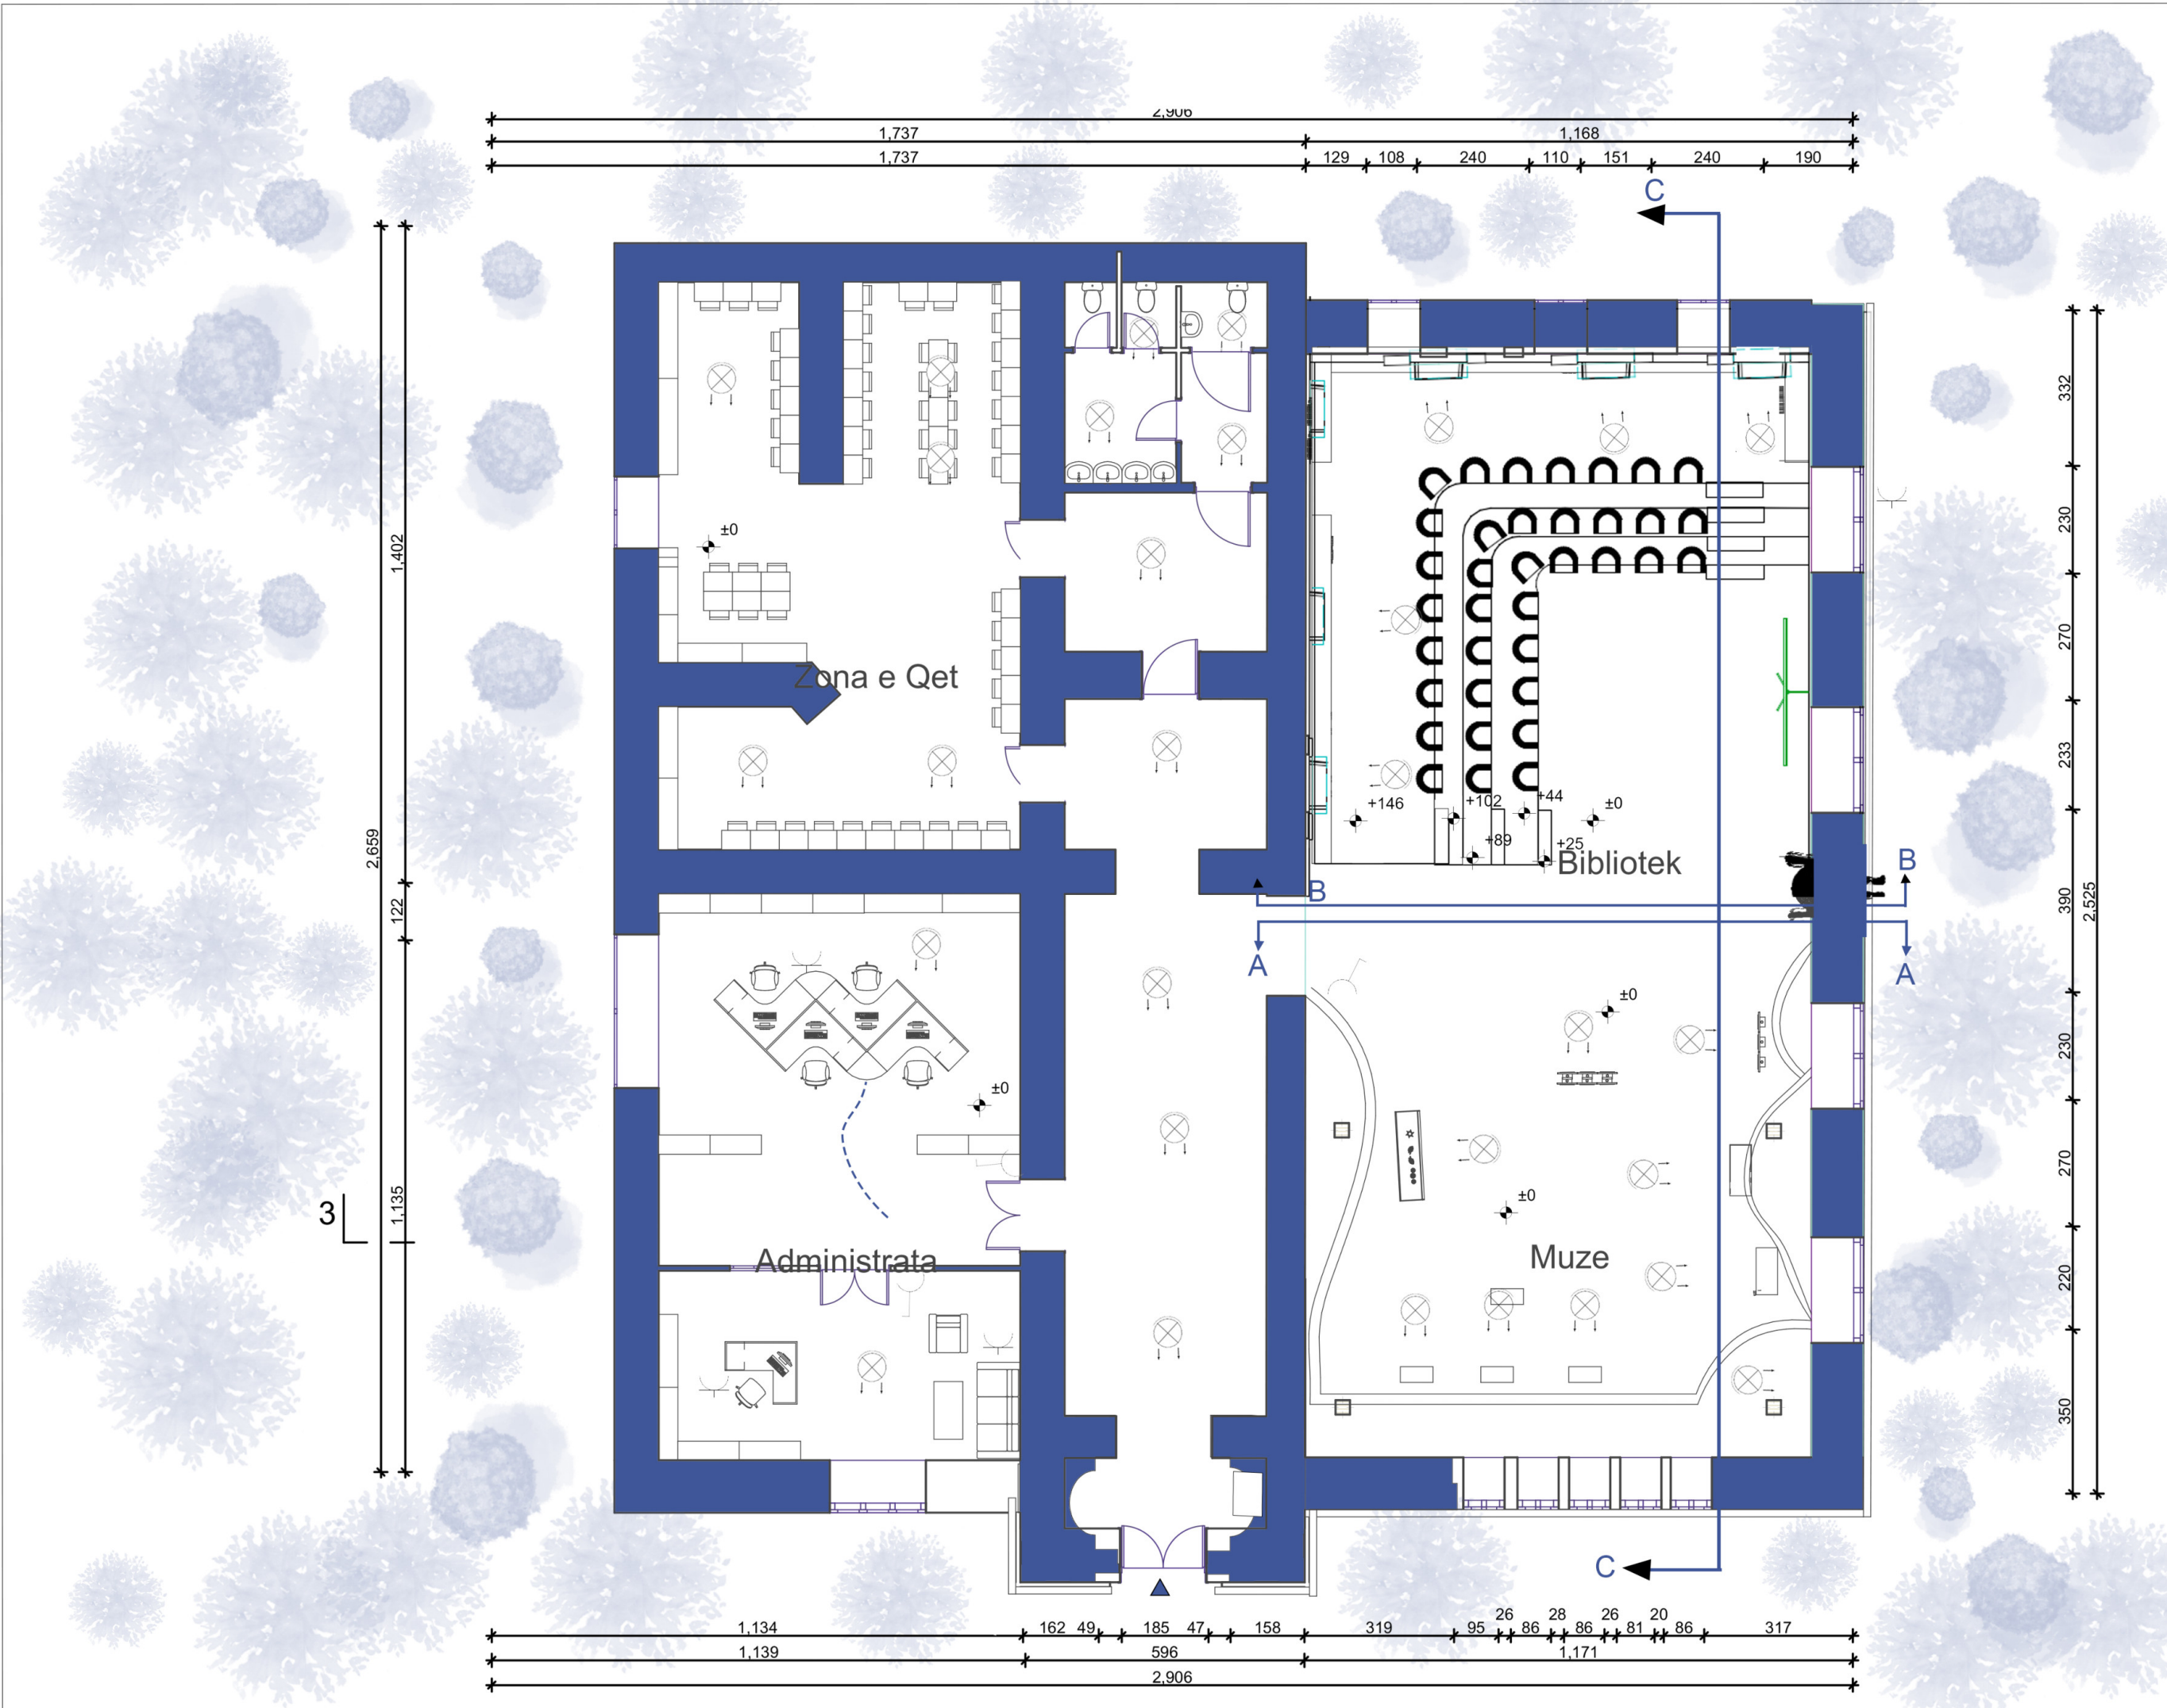 2,906
1,737 1,168
1,737 129 108 240 110 151 240 190
C
332
230
270
233
390
230
270
220
350
2,525
1,402
2,659
122
1,135
3
±0
Zona e Qet
+146 +102 +44 ±0
+89 +25
Bibliotek
B B
A A
±0
±0
±0
Administrata
Muze
C
26 28 26 20
1,134 162 49 185 47 158 319 95 86 86 81 86 317
1,139 596 1,171
2,906